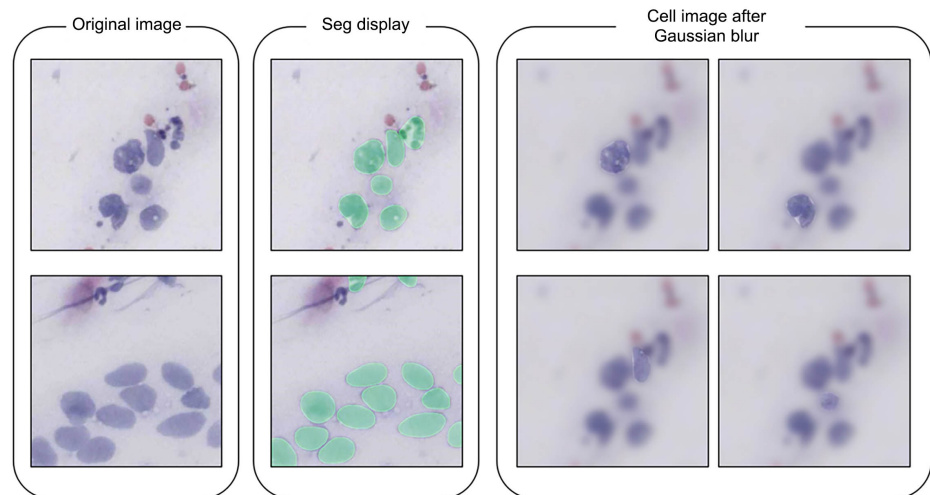 Original image
Seg display
Cell image after
Gaussian blur